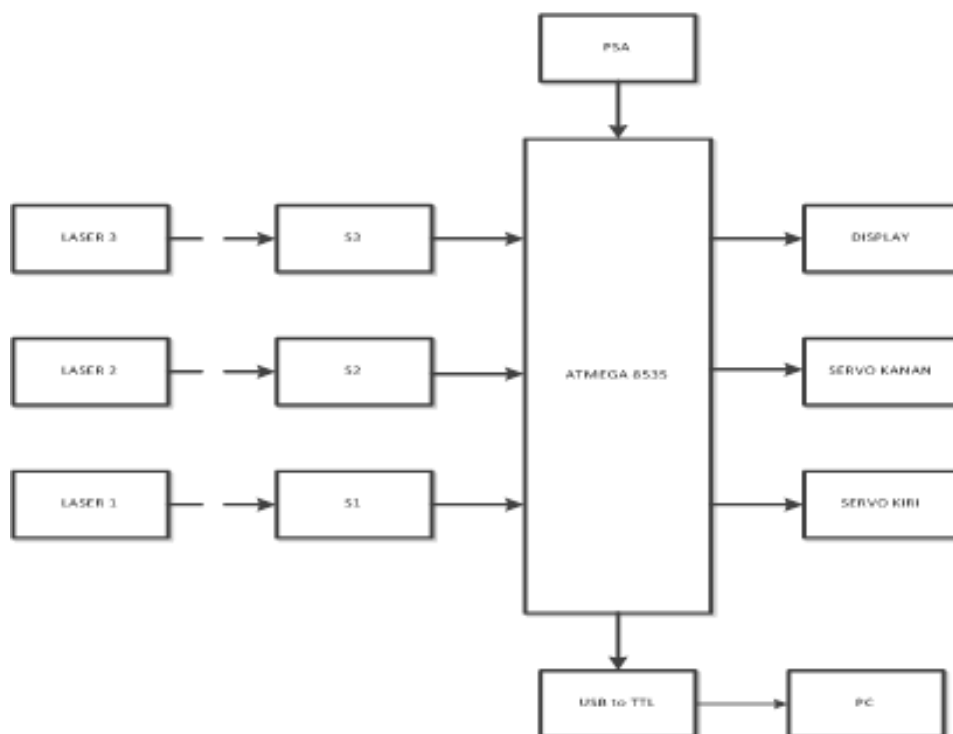 PSA
LASER 3
S3
DISPLAY
LASER 2
S2
ATMEGA 8535
SERVO KANAN
LASER 1
S1
SERVO KIRI
USB to TTL
PC